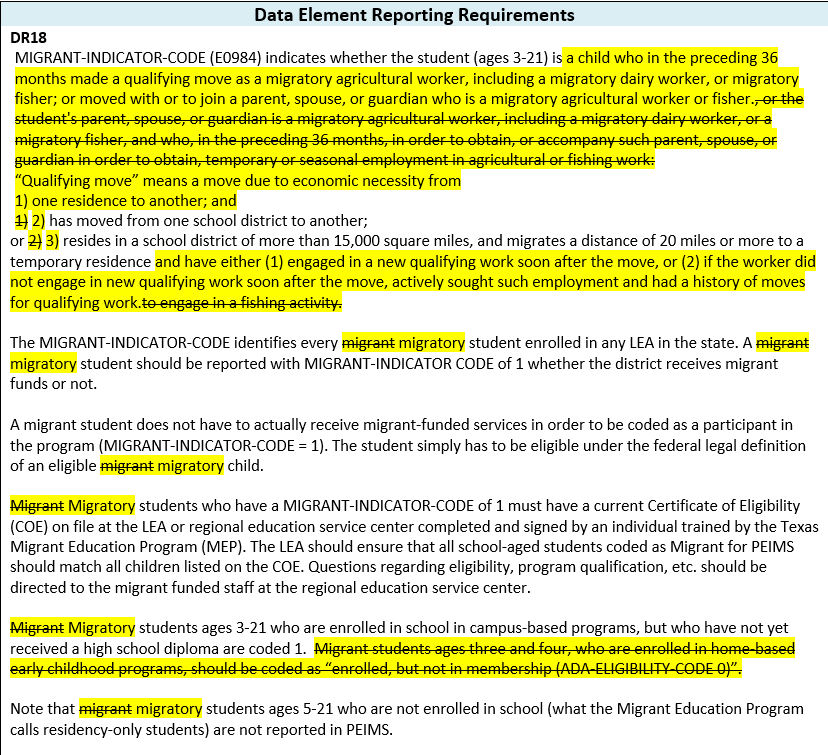 Data Element Reporting Requirements
DR18
MIGRANT-INDICATOR-CODE (E0984) indicates whether the student (ages 3-21) is a child who in the preceding 36
months made a qualifying move as a migratory agricultural worker, including a migratory dairy worker, or migratory
fisher; or moved with or to join a parent, spouse, or guardian who is a migratory agricultural worker or fisher., or the
student's parent, spouse, or guardian is a migratory agricultural worker, including a migratory dairy worker, or a
migratory fisher, and who, in the preceding 36 months, in order to obtain, or accompany such parent, spouse, or
guardian in order to obtain, temporary or seasonal employment in agricultural or fishing work:
“Qualifying move” means a move due to economic necessity from
1) one residence to another; and
1) 2) has moved from one school district to another;
or 2) 3) resides in a school district of more than 15,000 square miles, and migrates a distance of 20 miles or more to a
temporary residence and have either (1) engaged in a new qualifying work soon after the move, or (2) if the worker did
not engage in new qualifying work soon after the move, actively sought such employment and had a history of moves
for qualifying work.to engage in a fishing activity.
The MIGRANT-INDICATOR-CODE identifies every migrant migratory student enrolled in any LEA in the state. A migrant
migratory student should be reported with MIGRANT-INDICATOR CODE of 1 whether the district receives migrant
funds or not.
A migrant student does not have to actually receive migrant-funded services in order to be coded as a participant in
the program (MIGRANT-INDICATOR-CODE = 1). The student simply has to be eligible under the federal legal definition
of an eligible migrant migratory child.
Migrant Migratory students who have a MIGRANT-INDICATOR-CODE of 1 must have a current Certificate of Eligibility
(COE) on file at the LEA or regional education service center completed and signed by an individual trained by the Texas
Migrant Education Program (MEP). The LEA should ensure that all school-aged students coded as Migrant for PEIMS
should match all children listed on the COE. Questions regarding eligibility, program qualification, etc. should be
directed to the migrant funded staff at the regional education service center.
Migrant Migratory students ages 3-21 who are enrolled in school in campus-based programs, but who have not yet
received a high school diploma are coded 1. Migrant students ages three and four, who are enrolled in home-based
early childhood programs, should be coded as “enrolled, but not in membership (ADA-ELIGIBILITY-CODE 0)”.
Note that migrant migratory students ages 5-21 who are not enrolled in school (what the Migrant Education Program
calls residency-only students) are not reported in PEIMS.